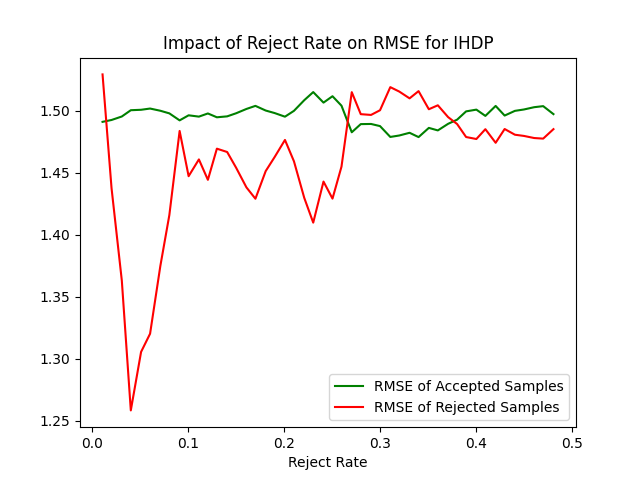 Impact of Reject Rate on RMSE for IHDP
1.50
1.45
1.40
1.35
1.30
1.25
RMSE of Accepted Samples
RMSE of Rejected Samples
0.0 0.1 0.2 0.3 0.4 0.5
Reject Rate